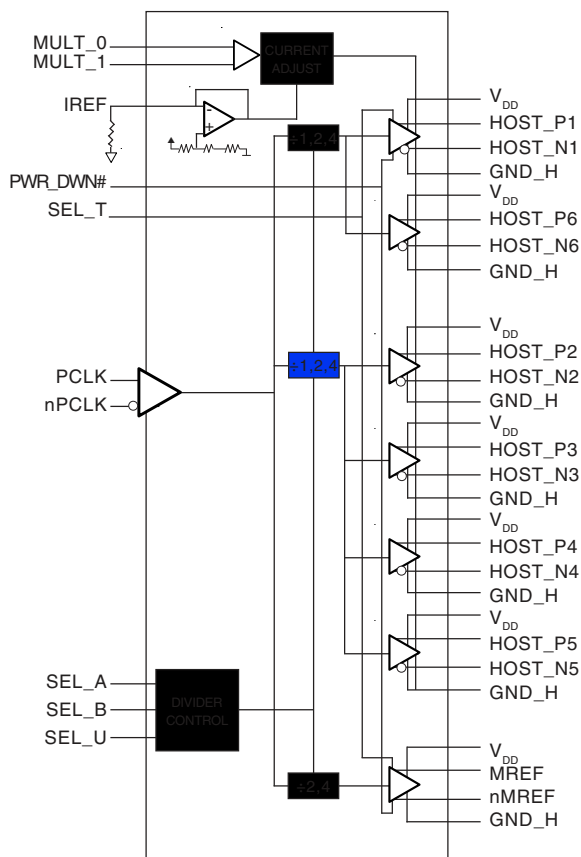 MULT_0
MULT_1
CURRENT
ADJUST
IREF
-
+
÷1,2,4
PWR_DWN#
SEL_T
VDD
HOST_P1
HOST_N1
GND_H
VDD
HOST_P6
HOST_N6
GND_H
PCLK
nPCLK
÷1,2,4
VDD
HOST_P2
HOST_N2
GND_H
VDD
HOST_P3
HOST_N3
GND_H
VDD
HOST_P4
HOST_N4
GND_H
VDD
HOST_P5
HOST_N5
GND_H
SEL_A
SEL_B
SEL_U
DIVIDER
CONTROL
÷2,4
VDD
MREF
nMREF
GND_H